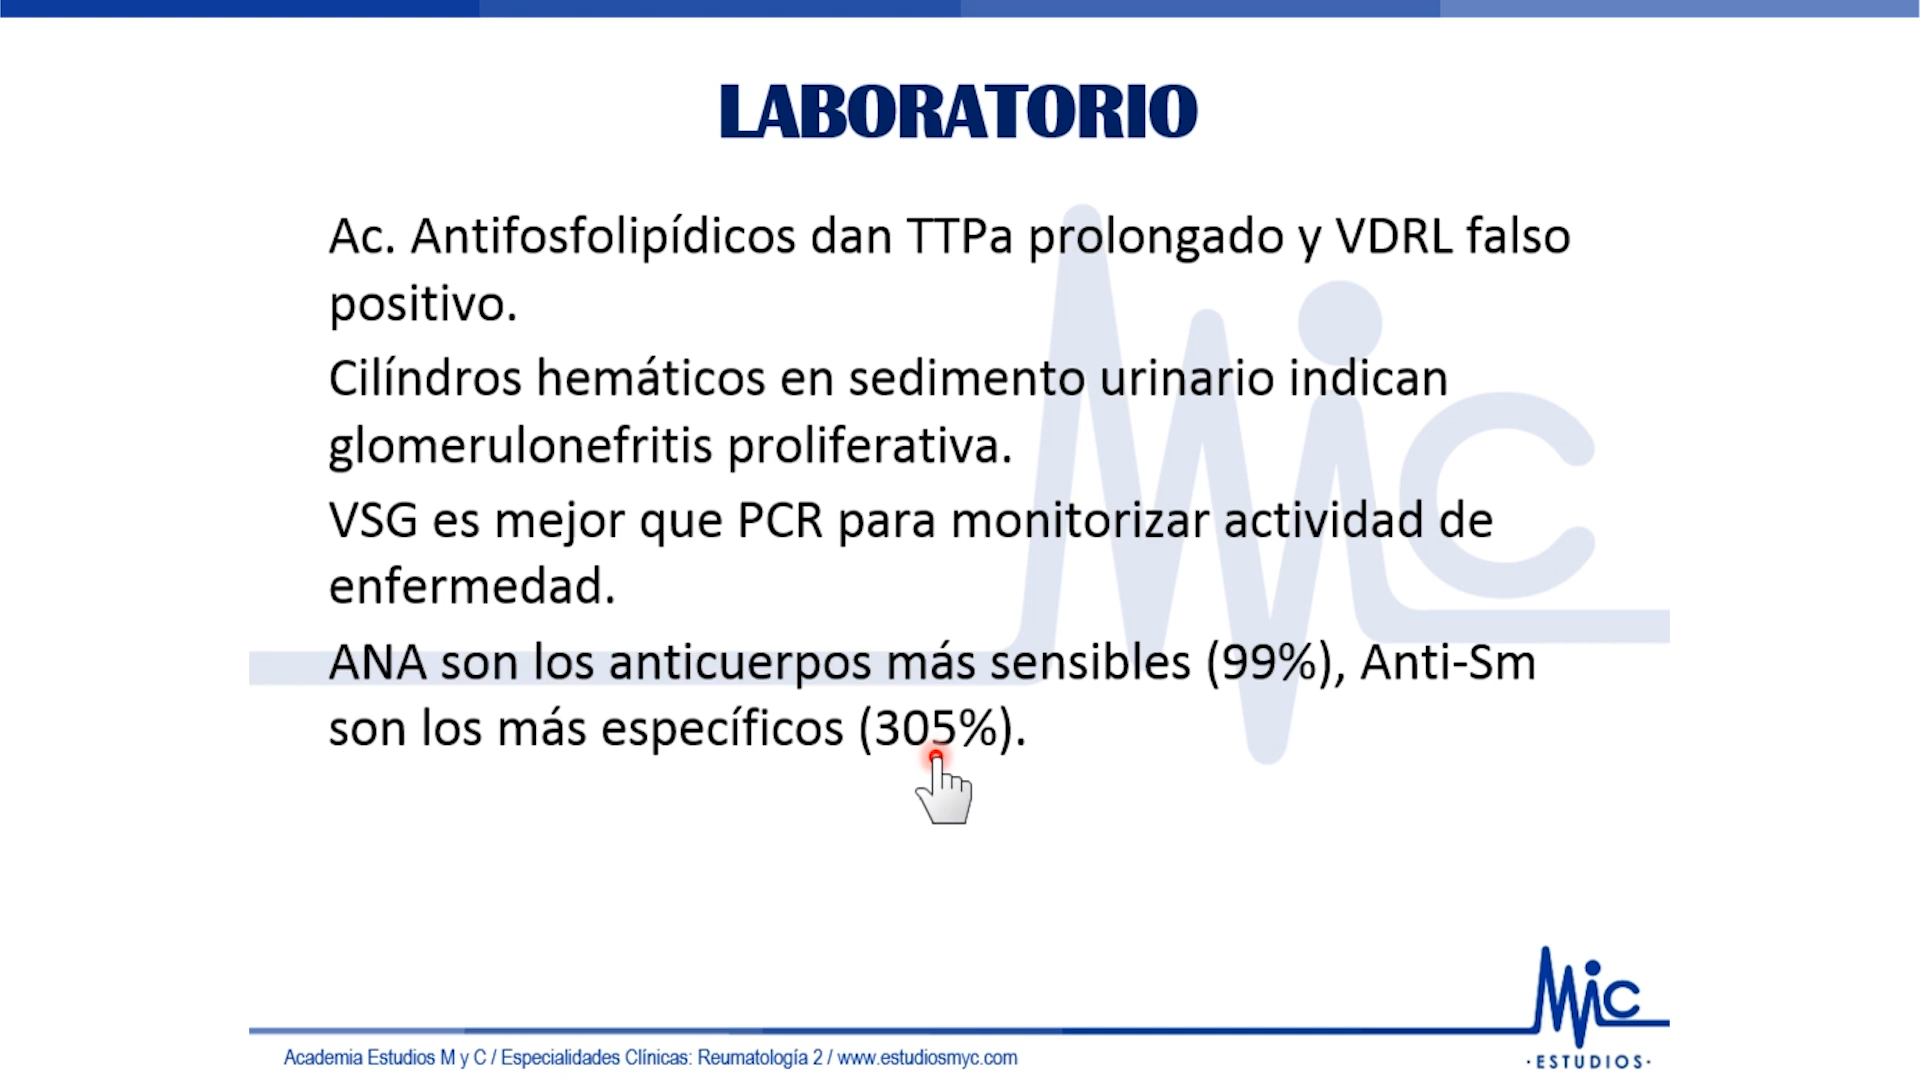 LABORATORIO
Ac. Antifosfolipídicos dan TTPa prolongado y VDRL falso
positivo.
Cilíndros hemáticos en sedimento urinario indican
glomerulonefritis proliferativa.
VSG es mejor que PCR para monitorizar actividad de
enfermedad.
ANA son los anticuerpos más sensibles (99%), Anti-Sm
son los más específicos (305%).
MiC
MiC
·ESTUDIOS·
Academia Estudios M y C / Especialidades Clínicas: Reumatología 2 / www.estudiosmyc.com